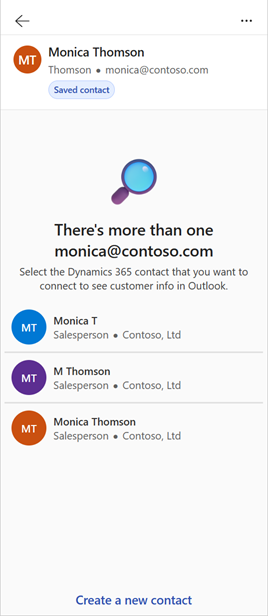 MT
Monica Thomson
Thomson • monica@contoso.com
Saved contact
There's more than one
monica@contoso.com
Select the Dynamics 365 contact that you want to
connect to see customer info in Outlook.
MT
Monica T
Salesperson • Contoso, Ltd
MT
M Thomson
Salesperson • Contoso, Ltd
MT
Monica Thomson
Salesperson • Contoso, Ltd
Create a new contact